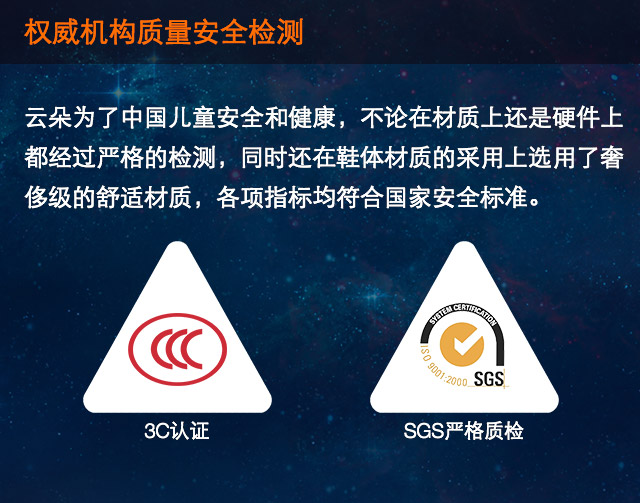 权威机构质量安全检测
云朵为了中国儿童安全和健康，不论在材质上还是硬件上
都经过严格的检测，同时还在鞋体材质的采用上选用了奢
侈级的舒适材质，各项指标均符合国家安全标准。
CCC
SYSTEM CERTIFICATION
ISO 9001:2000
SGS
3C认证
SGS严格质检